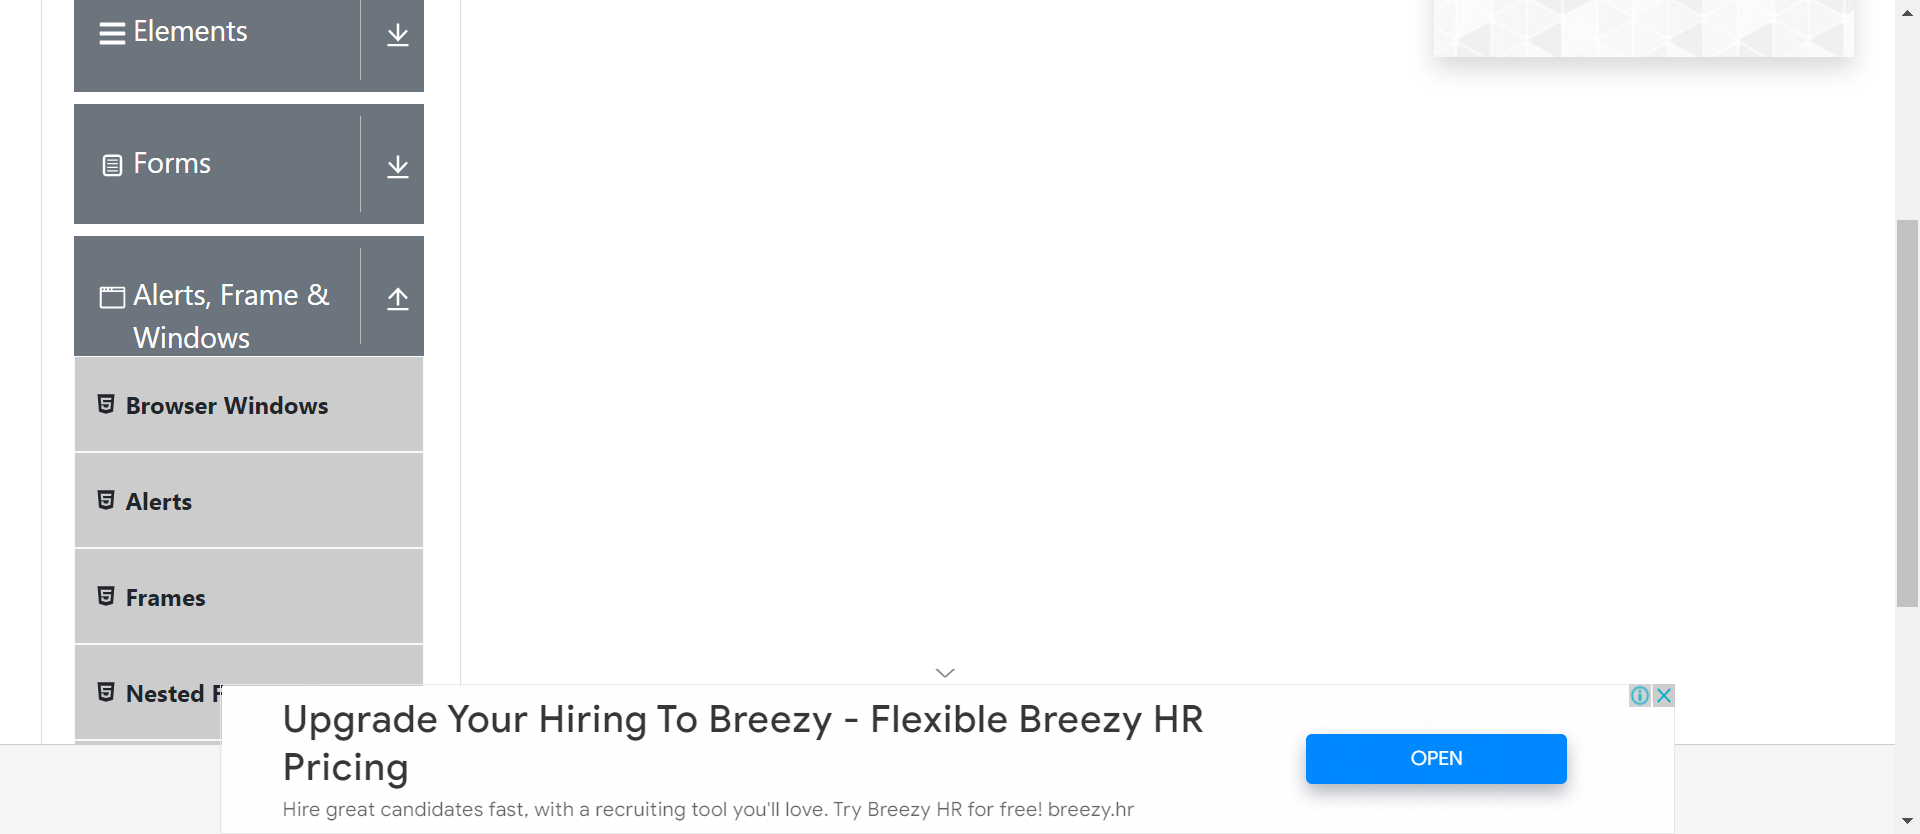 Elements
Forms
Alerts, Frame &
Windows
Browser Windows
Alerts
Frames
Nested
Upgrade Your Hiring To Breezy - Flexible Breezy HR
Pricing
Hire great candidates fast, with a recruiting tool you'll love. Try Breezy HR for free! breezy.hr
OPEN